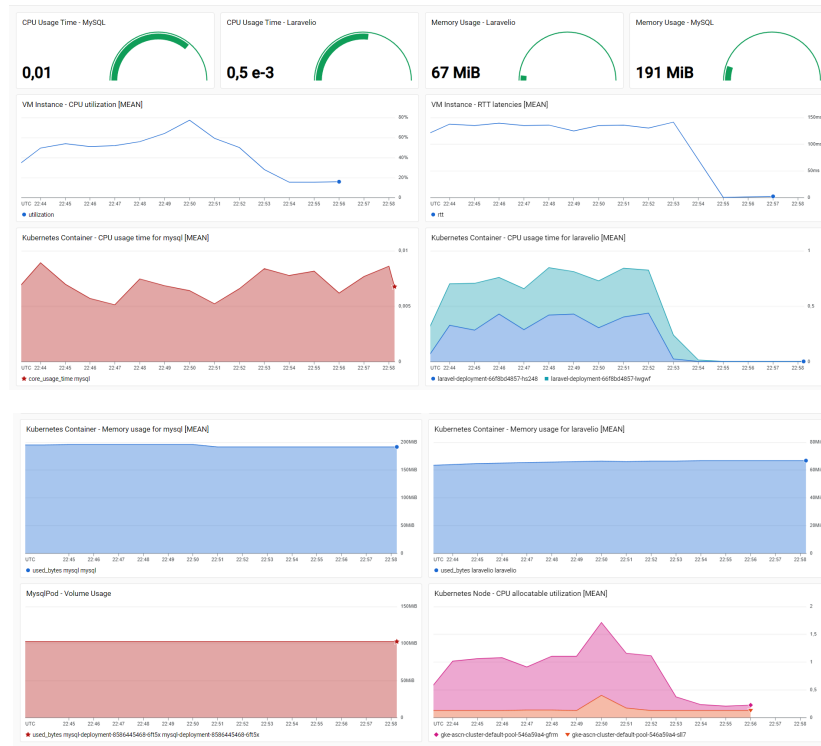 CPU Usage Time - MySQL
0,01
CPU Usage Time - Laravelio
0,5 e-3
Memory Usage - Laravelio
67 MiB
Memory Usage - MySQL
191 MiB
VM Instance - CPU utilization [MEAN]
80%
60%
40%
20%
0
UTC 22:44 22:45 22:46 22:47 22:48 22:49 22:50 22:51 22:52 22:53 22:54 22:55 22:56 22:57 22:58
utilization
VM Instance - RTT latencies [MEAN]
150ms
100ms
50ms
0
UTC 22:44 22:45 22:46 22:47 22:48 22:49 22:50 22:51 22:52 22:53 22:54 22:55 22:56 22:57 22:58
rtt
Kubernetes Container - CPU usage time for mysql [MEAN]
0,01
0,005
0
UTC 22:44 22:45 22:46 22:47 22:48 22:49 22:50 22:51 22:52 22:53 22:54 22:55 22:56 22:57 22:58
core_usage_time mysql
Kubernetes Container - CPU usage time for laravelio [MEAN]
1
0,5
0
UTC 22:44 22:45 22:46 22:47 22:48 22:49 22:50 22:51 22:52 22:53 22:54 22:55 22:56 22:57 22:58
laravel-deployment-66f8bd4857-hs248 laravel-deployment-66f8bd4857-lwgwf
Kubernetes Container - Memory usage for mysql [MEAN]
200MiB
150MiB
100MiB
50MiB
0
UTC 22:45 22:46 22:47 22:48 22:49 22:50 22:51 22:52 22:53 22:54 22:55 22:56 22:57 22:58
used_bytes mysql mysql
Kubernetes Container - Memory usage for laravelio [MEAN]
80Mi
60Mi
40Mi
20Mi
0
UTC 22:44 22:45 22:46 22:47 22:48 22:49 22:50 22:51 22:52 22:53 22:54 22:55 22:56 22:57 22:58
used_bytes laravelio laravelio
MysqlPod - Volume Usage
150MiB
100MiB
50MiB
0
UTC 22:45 22:46 22:47 22:48 22:49 22:50 22:51 22:52 22:53 22:54 22:55 22:56 22:57 22:58
used_bytes mysql-deployment-8586445468-6ft5x mysql-deployment-8586445468-6ft5x
Kubernetes Node - CPU allocatable utilization [MEAN]
2
1.5
1
0.5
0
UTC 22:44 22:45 22:46 22:47 22:48 22:49 22:50 22:51 22:52 22:53 22:54 22:55 22:56 22:57 22:58
gke-ascn-cluster-default-pool-546a59a4-gfrm gke-ascn-cluster-default-pool-546a59a4-sll7